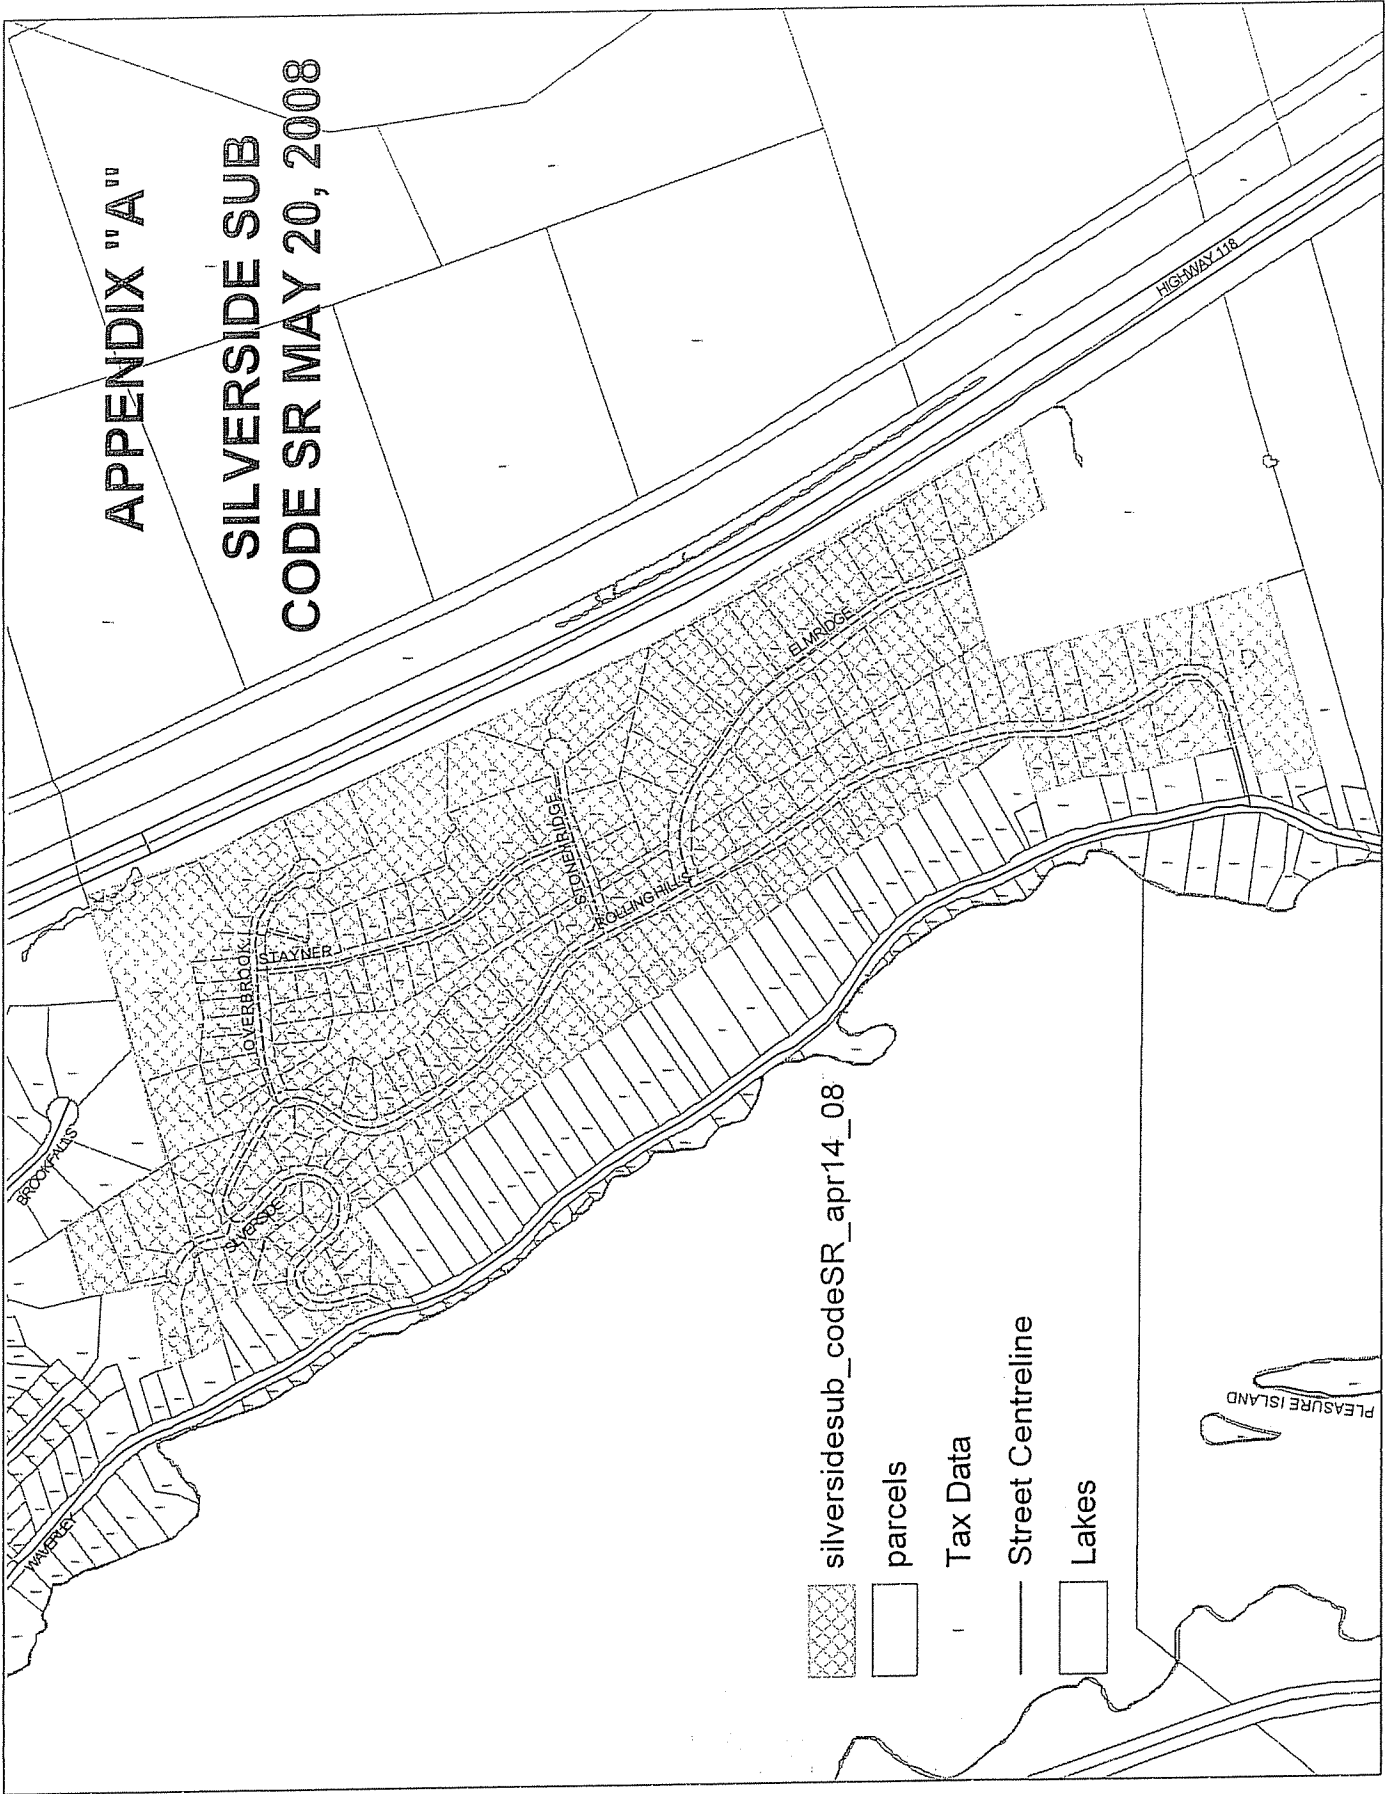 APPENDIX "A"
SILVERSIDE SUB
CODE SR MAY 20, 2008
HIGHWAY 118
ELMRIDGE
STONERIDGE
ROLLING HILLS
STAYNER
OVERBROOK
BROOKFALLS
SILVERSIDE
WAVERLEY
PLEASURE ISLAND
silversidesub_codeSR_apr14_08
parcels
Tax Data
Street Centreline
Lakes